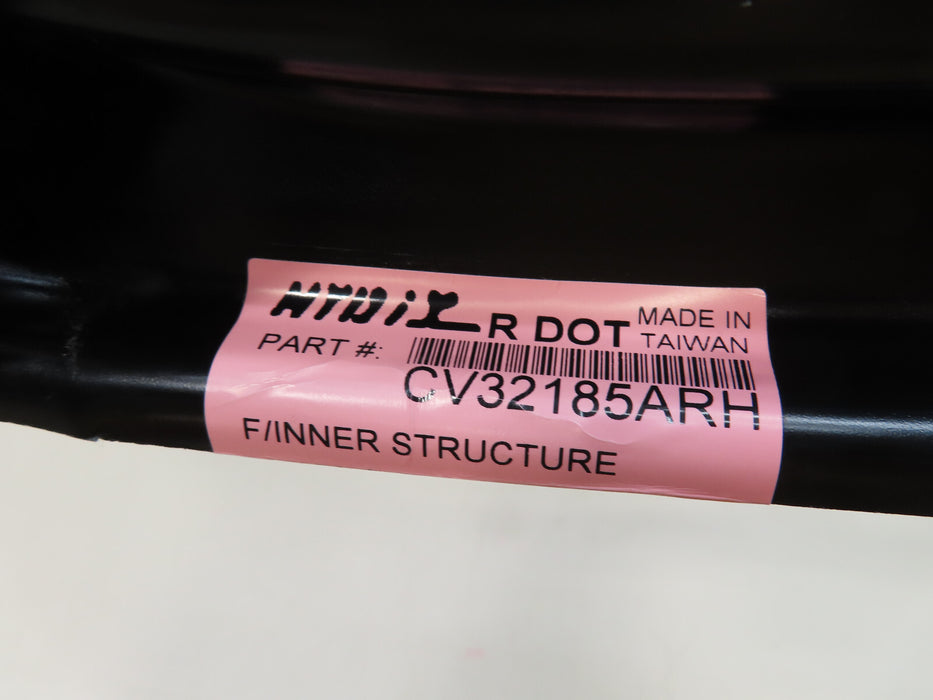 R DOT
MADE IN
TAIWAN
PART #:
CV32185ARH
F/INNER STRUCTURE